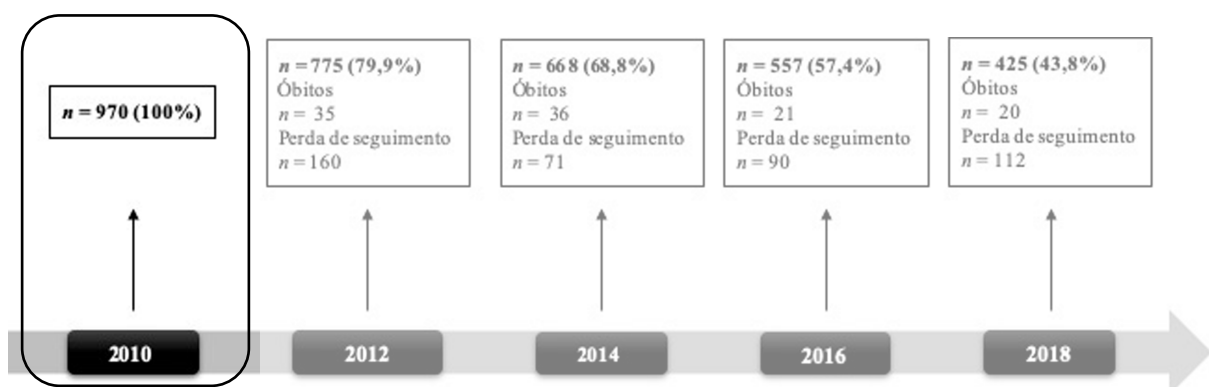 n = 970 (100%)
n = 775 (79,9%)
Óbitos
n = 35
Perda de seguimento
n = 160
n = 668 (68,8%)
Óbitos
n = 36
Perda de seguimento
n = 71
n = 557 (57,4%)
Óbitos
n = 21
Perda de seguimento
n = 90
n = 425 (43,8%)
Óbitos
n = 20
Perda de seguimento
n = 112
2010
2012
2014
2016
2018